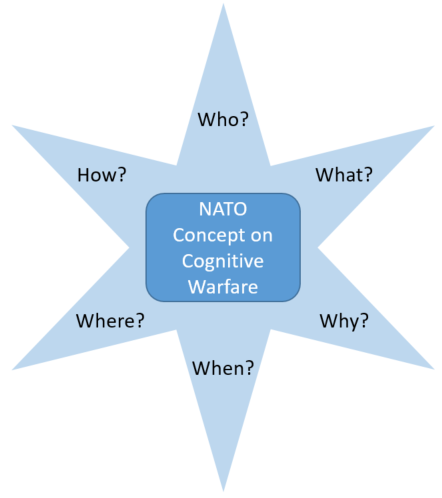 Who?
How?
What?
NATO
Concept on
Cognitive
Warfare
Where?
Why?
When?